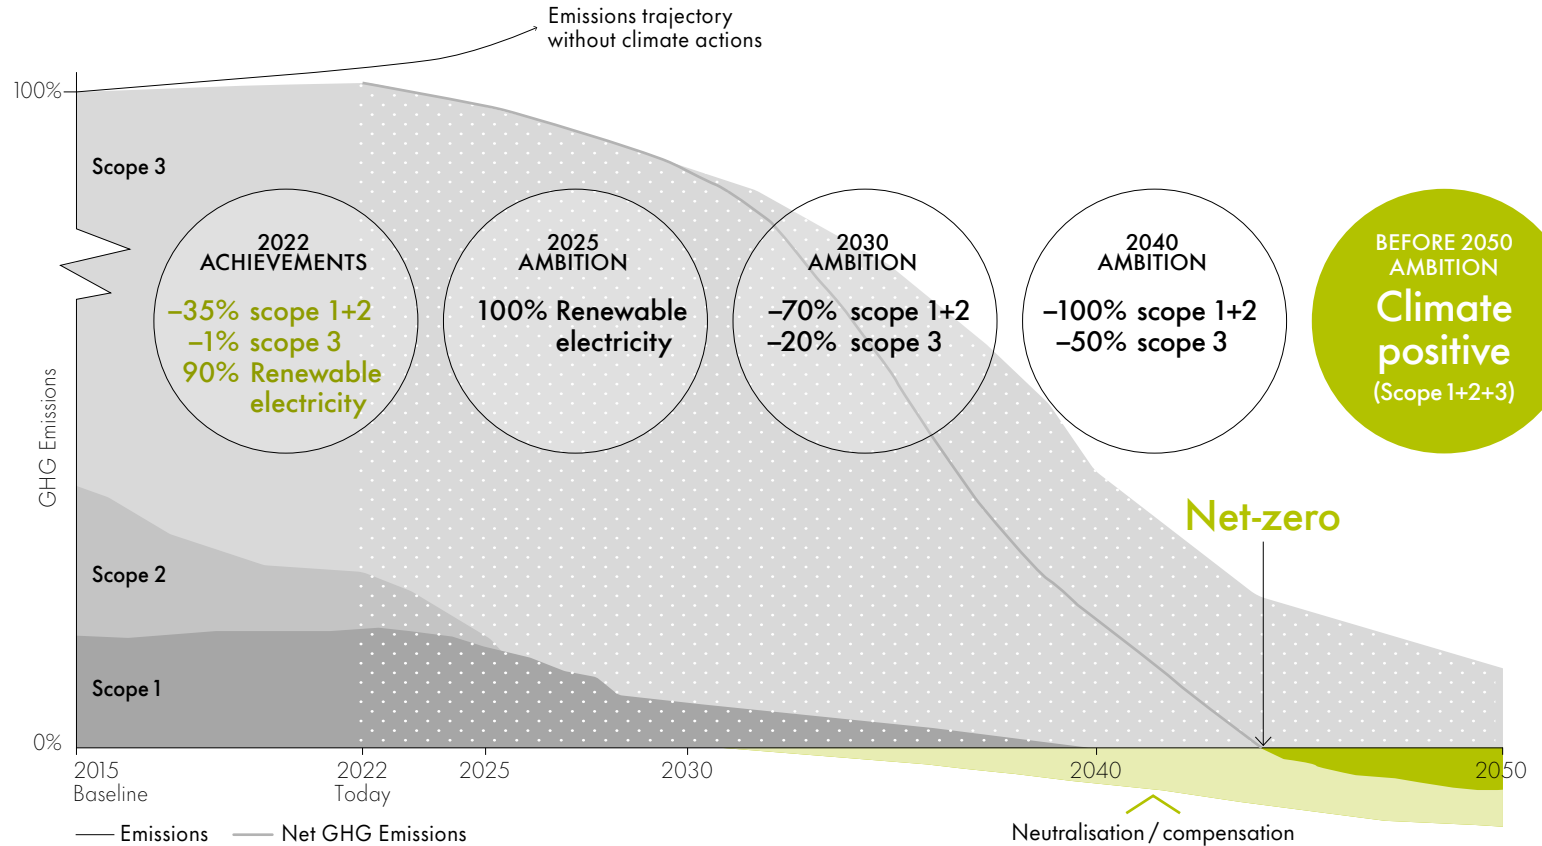 Emissions trajectory
without climate actions
100%
Scope 3
2022
ACHIEVEMENTS
–35% scope 1+2
–1% scope 3
90% Renewable
electricity
2025
AMBITION
100% Renewable
electricity
2030
AMBITION
–70% scope 1+2
–20% scope 3
2040
AMBITION
–100% scope 1+2
–50% scope 3
BEFORE 2050
AMBITION
Climate
positive
(Scope 1+2+3)
GHG Emissions
Net-zero
Scope 2
Scope 1
0%
2015
Baseline
2022
Today
2025
2030
2040
2050
Emissions
Net GHG Emissions
Neutralisation / compensation